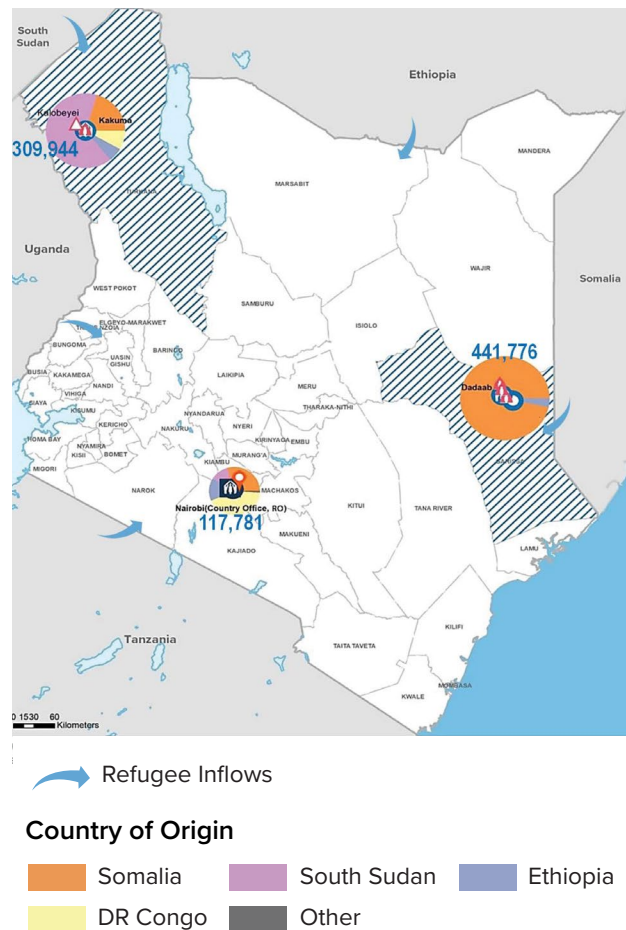 South
Sudan
Ethiopia
Kalobeyei
Kakuma
309,944
MANDERA
TURKANA
MARSABIT
Uganda
WAJIR
Somalia
WEST POKOT
SAMBURU
ISIOLO
ELGEYO-MARAKWET
BUNGOMA
BARINGO
UASIN
GISHU
441,776
BUSIA
KAKAMEGA
LAIKIPIA
MERU
Dadaab
NANDI
VIHIGA
SIAYA
THARAKA-NITHI
KISUMU
NYANDARUA
NYERI
KERICHO
NAKURU
HOMA BAY
NYAMIRA
KIRINYAGA
EMBU
KISII
BOMET
MURANG'A
KIAMBU
GARISSA
MIGORI
NAROK
MACHAKOS
Nairobi(Country Office, RO)
KITUI
TANA RIVER
117,781
MAKUENI
KAJIADO
LAMU
Tanzania
TAITA TAVETA
KILIFI
MOMBASA
KWALE
0 1530 60
Kilometers
Refugee Inflows
Country of Origin
Somalia
South Sudan
Ethiopia
DR Congo
Other